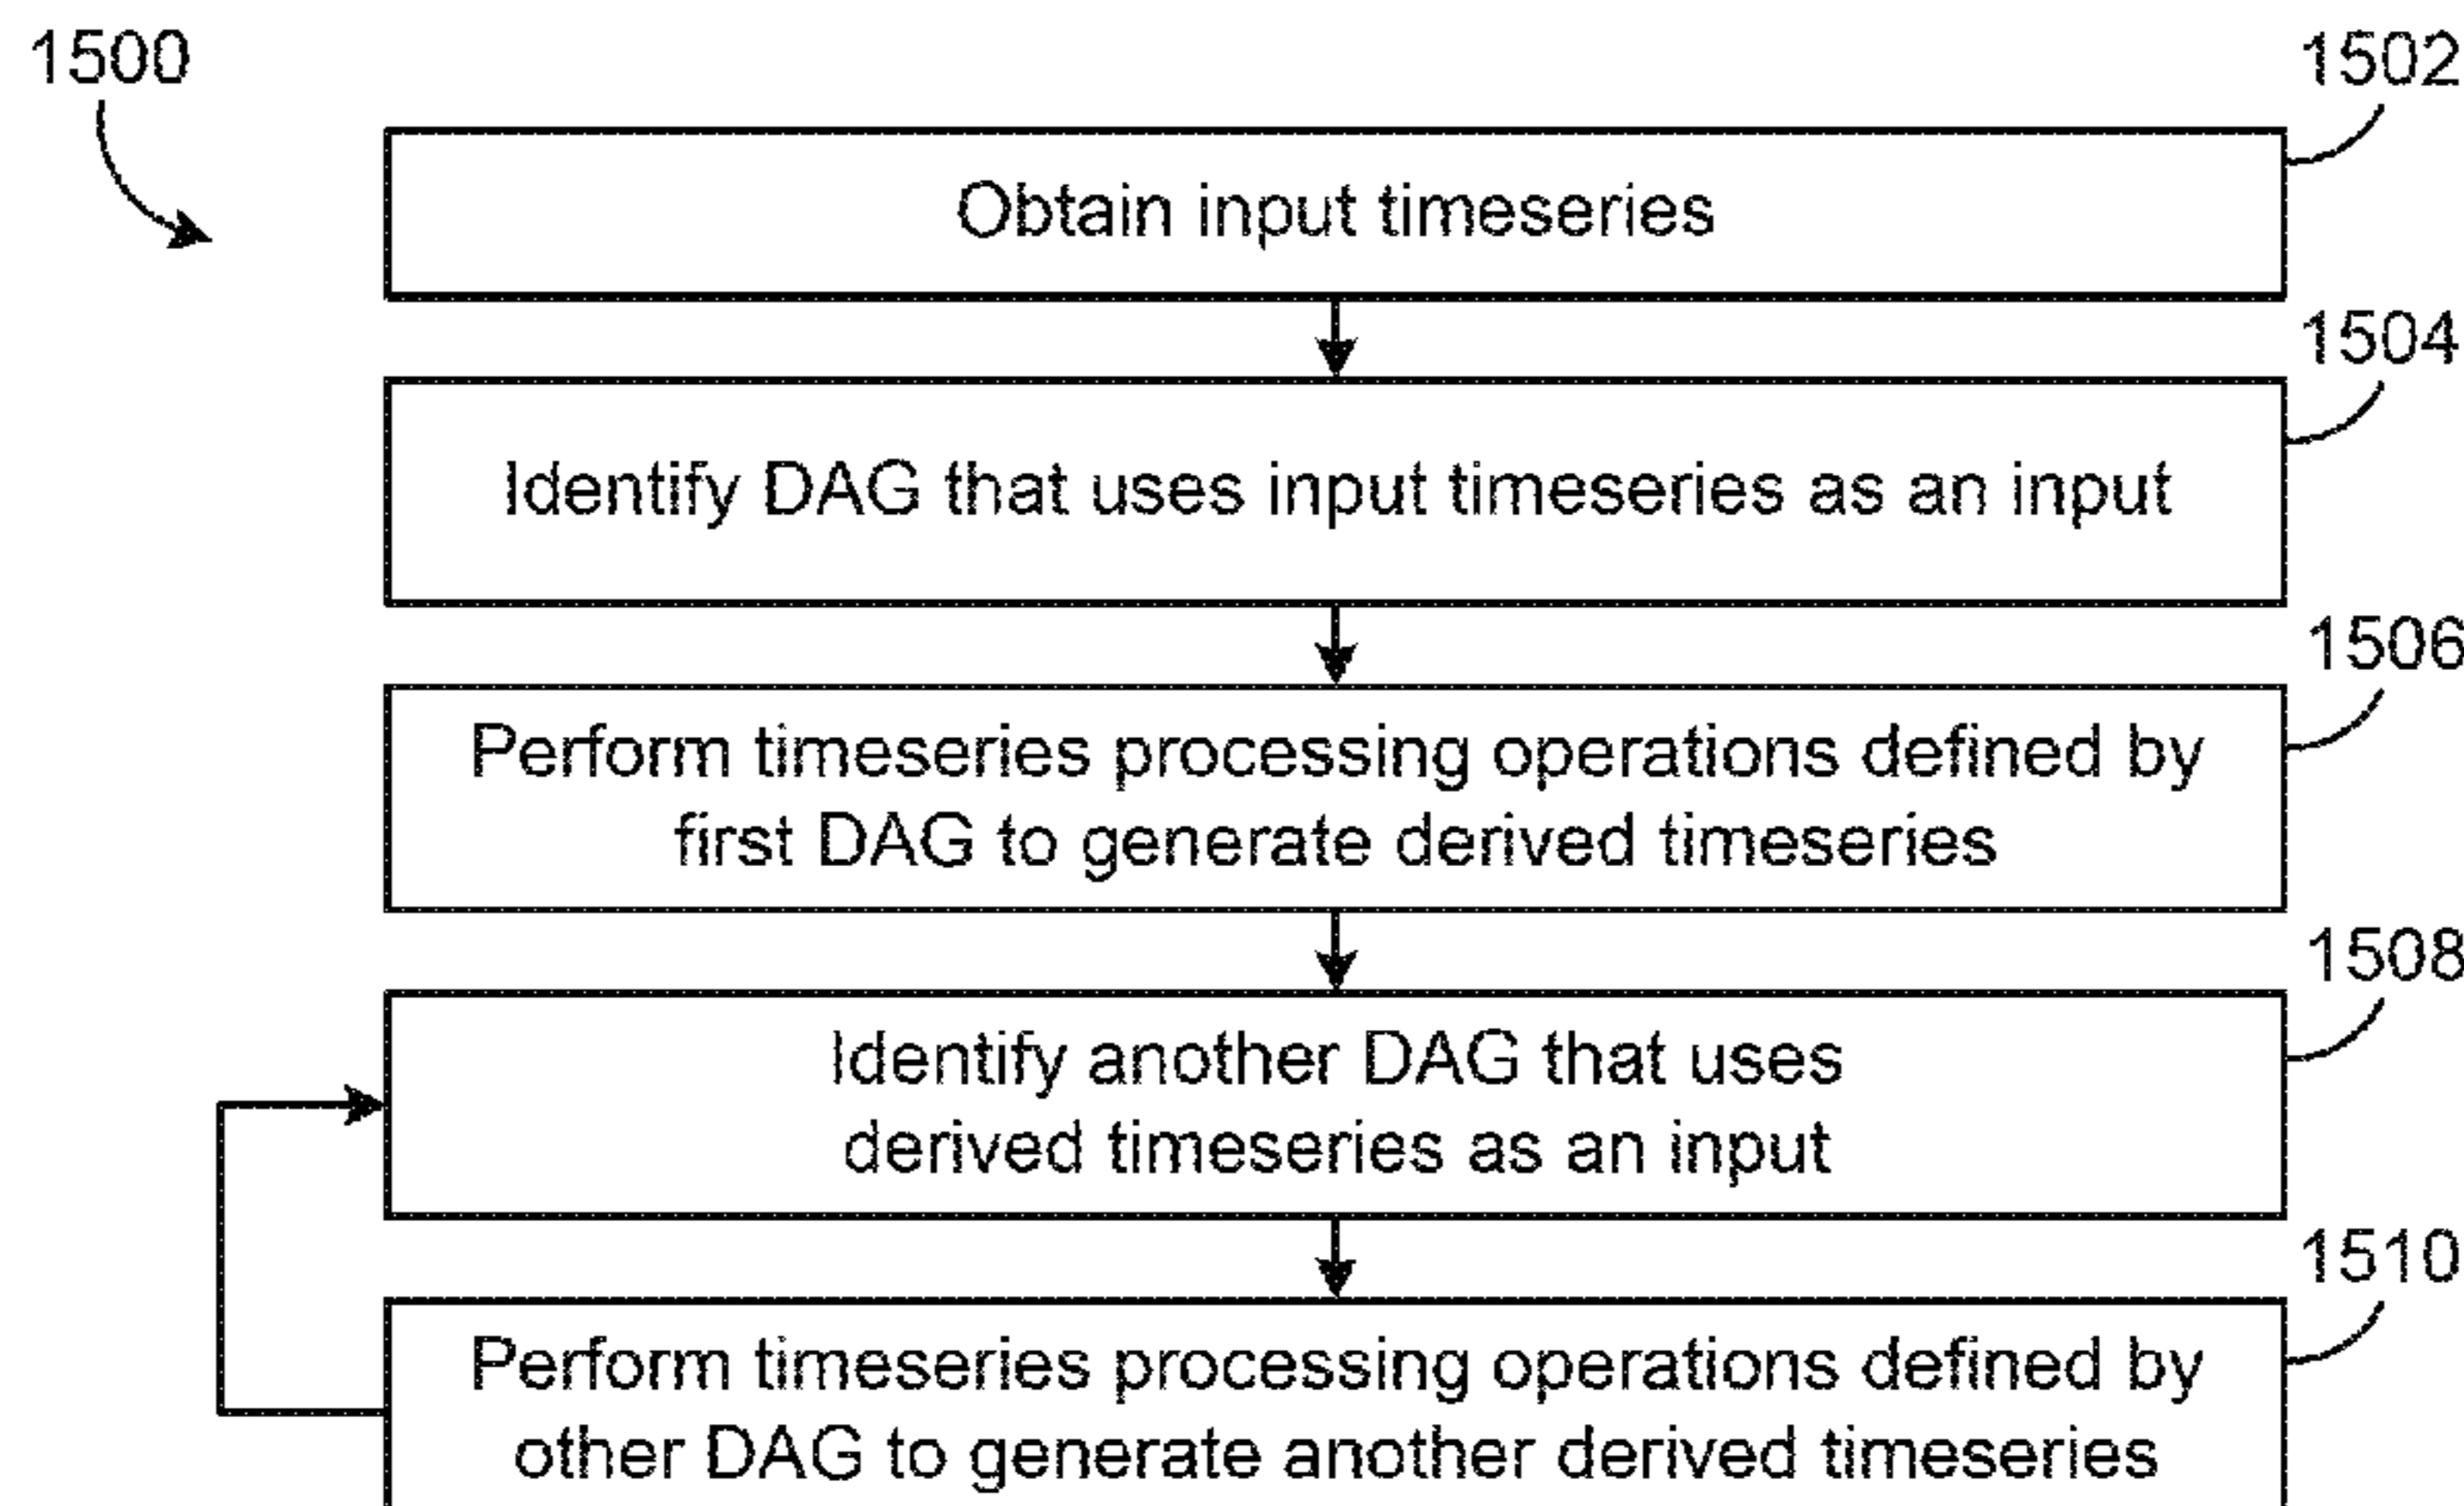 1500
1502
Obtain input timeseries
1504
Identify DAG that uses input timeseries as an input
1506
Perform timeseries processing operations defined by
first DAG to generate derived timeseries
1508
Identify another DAG that uses
derived timeseries as an input
1510
Perform timeseries processing operations defined by
other DAG to generate another derived timeseries